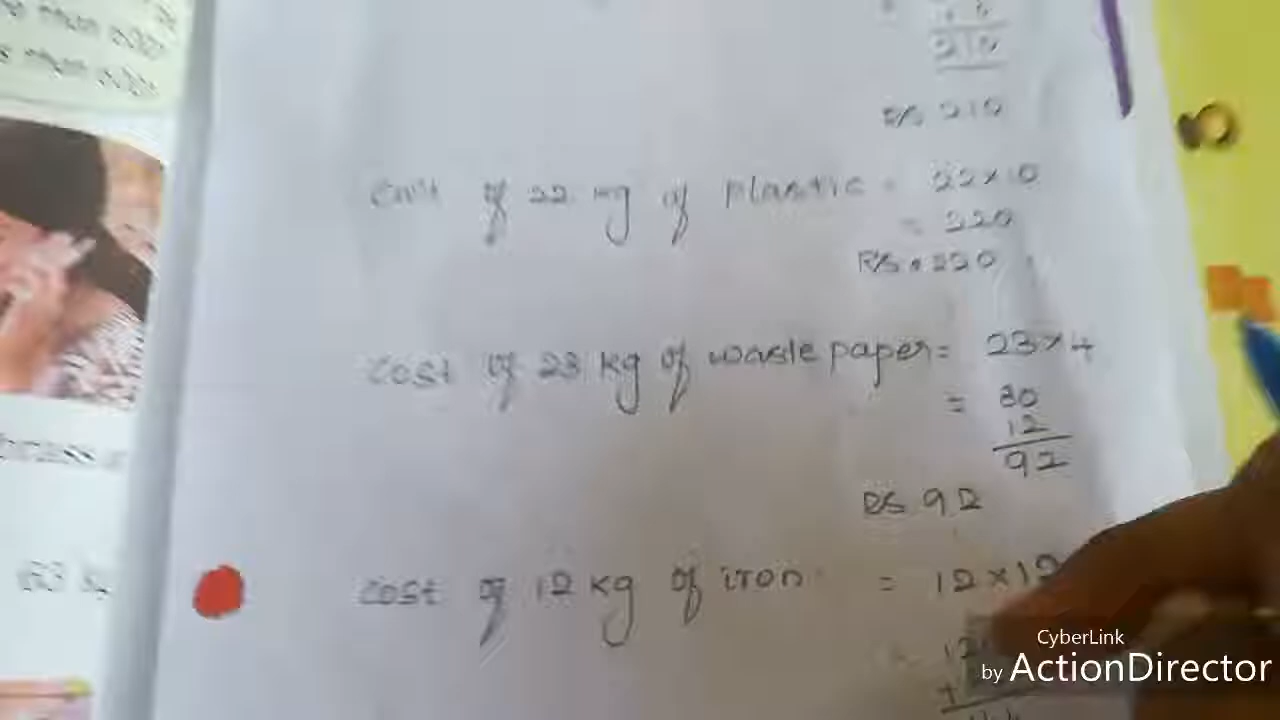 210
RS. 210
Cost of 22 kg of plastic = 22×10
= 220
RS. 220
Cost of 23 kg of waste paper = 23×4
= 80
12
92
RS. 92
Cost of 12 kg of iron = 12×12
CyberLink
by ActionDirector